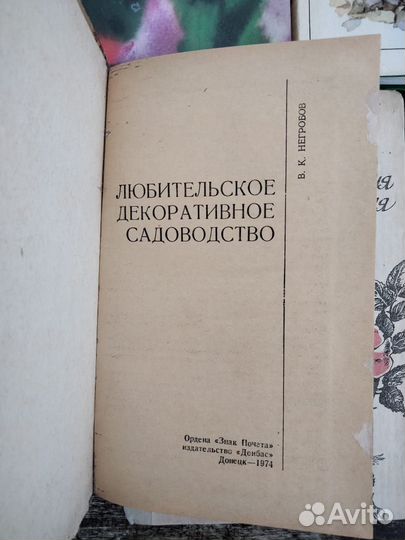 В. К. НЕГРОБОВ
ЛЮБИТЕЛЬСКОЕ
ДЕКОРАТИВНОЕ
САДОВОДСТВО
Ордена «Знак Почета»
издательство «Донбас»
Донецк—1974
Avito